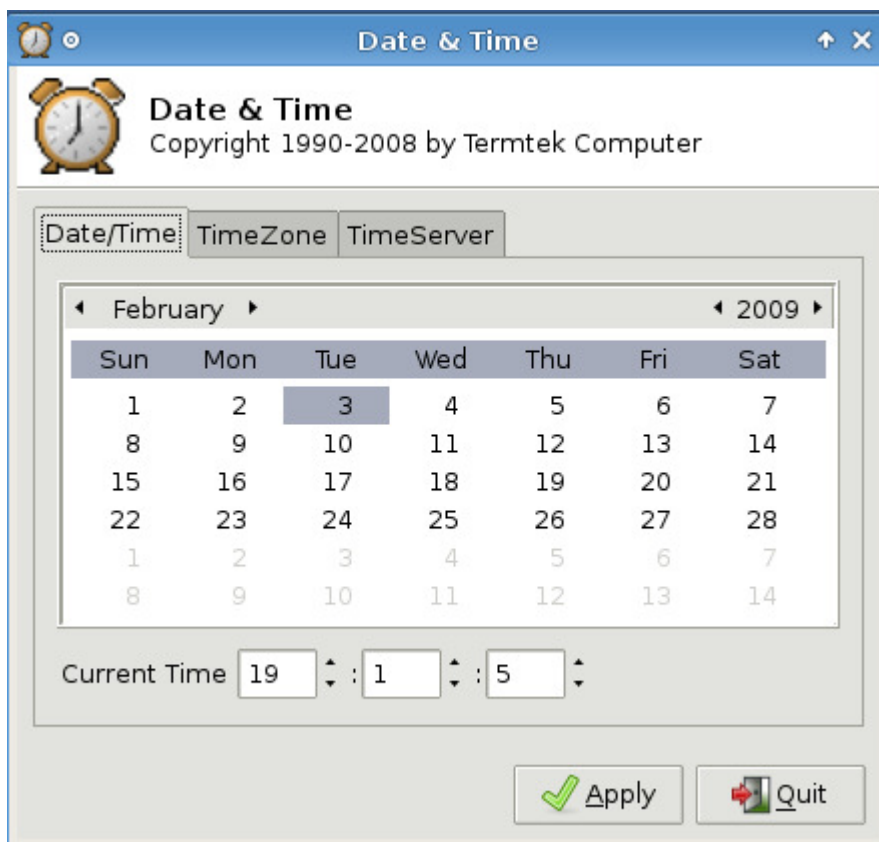 Date & Time
Date & Time
Copyright 1990-2008 by Termtek Computer
Date/Time TimeZone TimeServer
February 2009
Sun Mon Tue Wed Thu Fri Sat
1 2 3 4 5 6 7
8 9 10 11 12 13 14
15 16 17 18 19 20 21
22 23 24 25 26 27 28
1 2 3 4 5 6 7
8 9 10 11 12 13 14
Current Time 19 : 1 : 5
Apply Quit